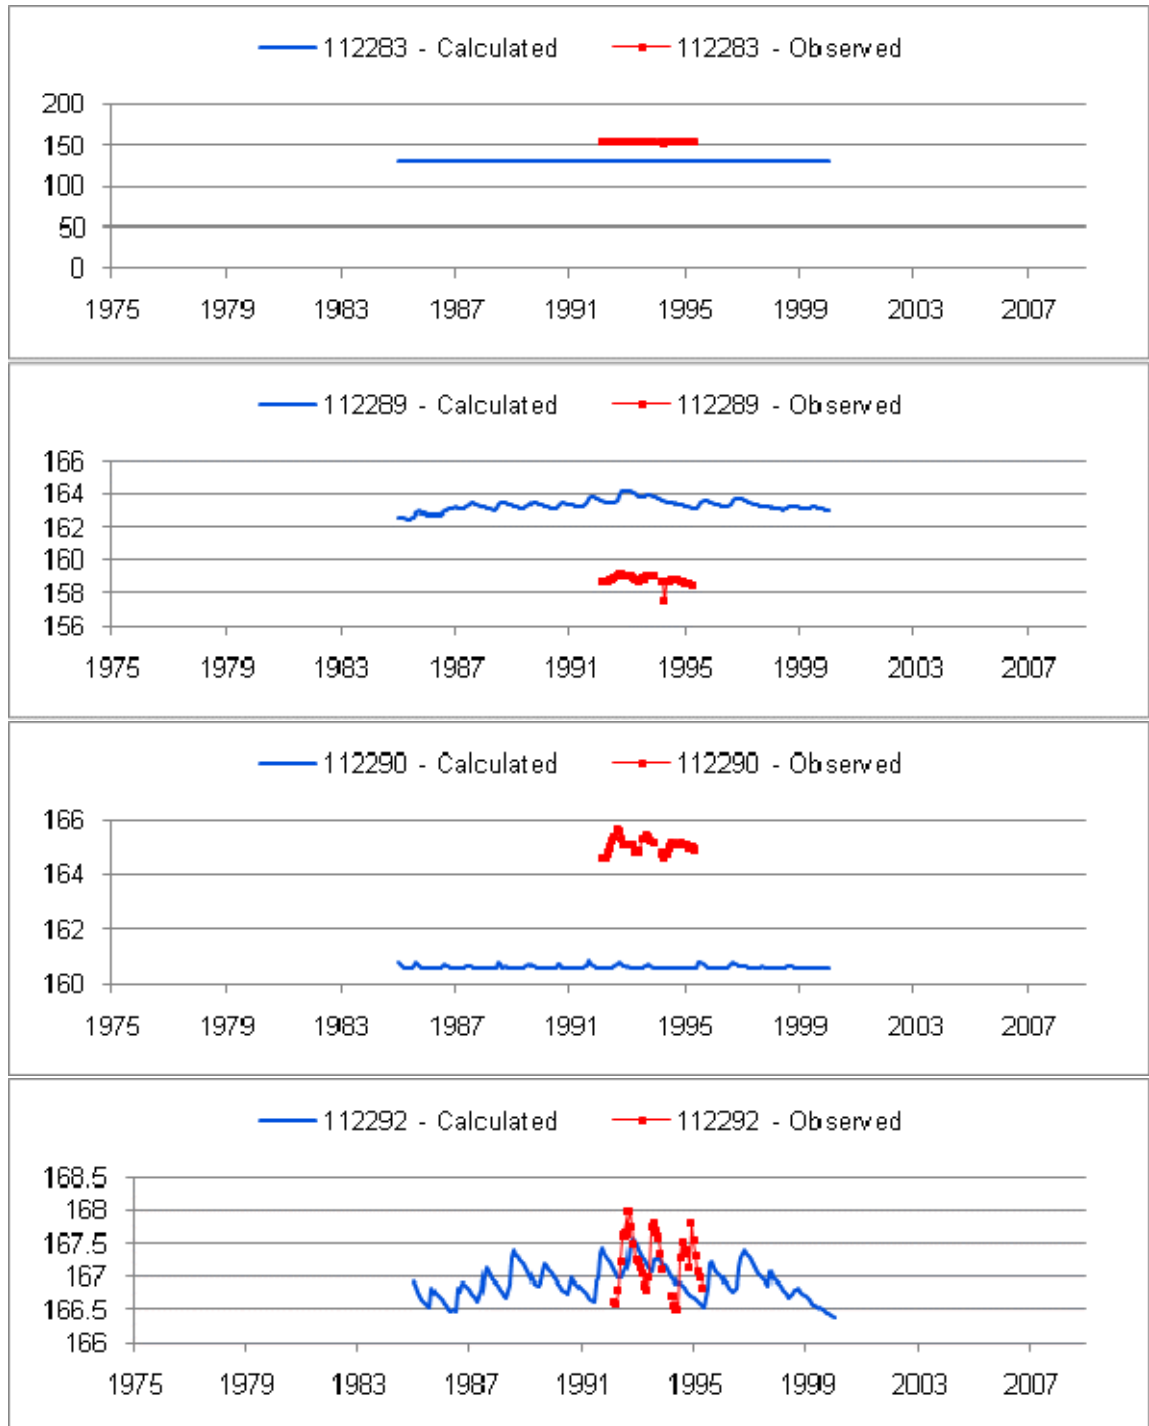 112283 - Calculated 112283 - Observed
200
150
100
50
0
1975 1979 1983 1987 1991 1995 1999 2003 2007
112289 - Calculated 112289 - Observed
166
164
162
160
158
156
1975 1979 1983 1987 1991 1995 1999 2003 2007
112290 - Calculated 112290 - Observed
166
164
162
160
1975 1979 1983 1987 1991 1995 1999 2003 2007
112292 - Calculated 112292 - Observed
168.5
168
167.5
167
166.5
166
1975 1979 1983 1987 1991 1995 1999 2003 2007